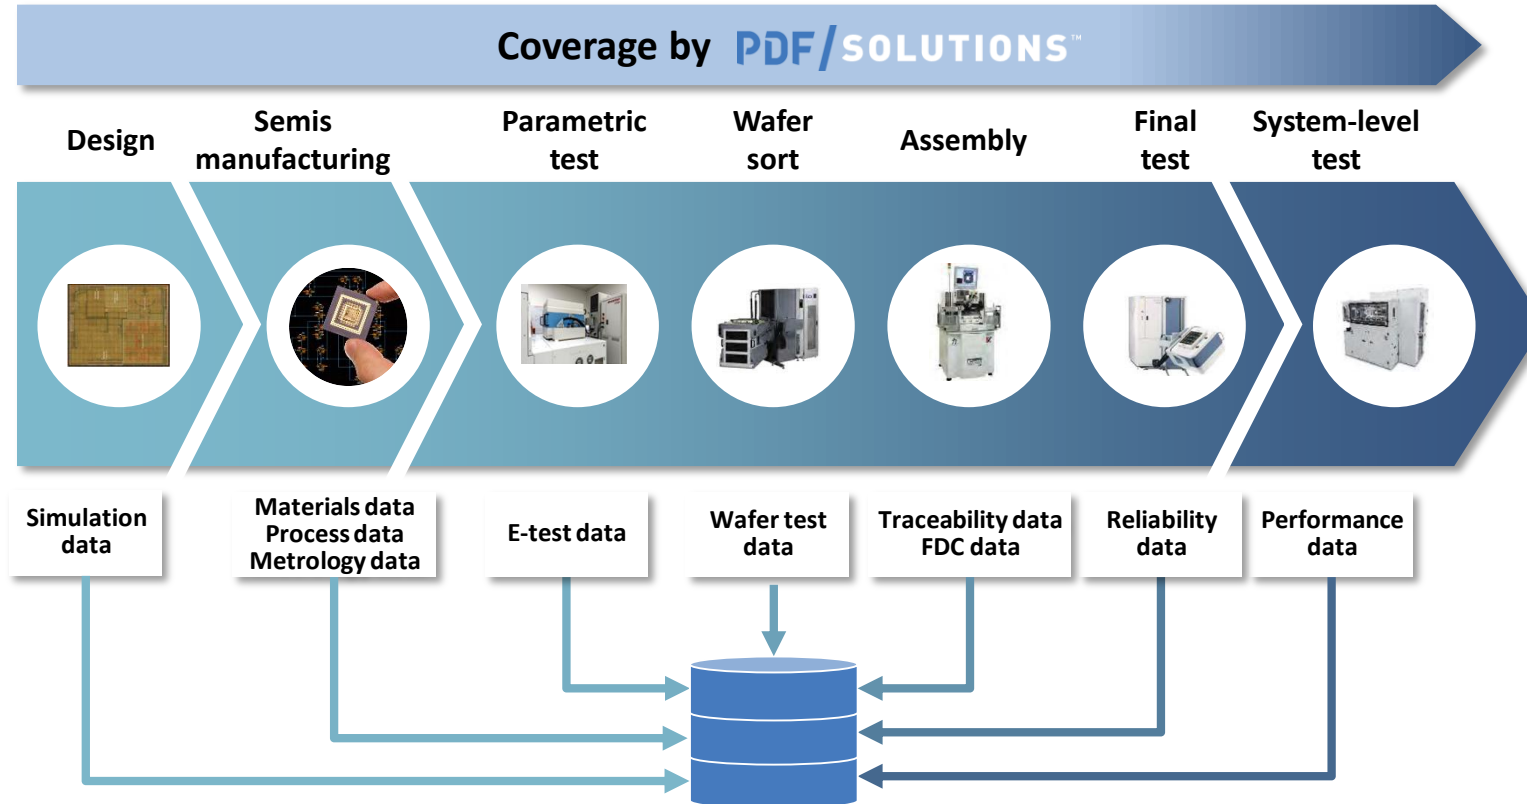 Coverage by PDF/SOLUTIONS™
Design
Semis
manufacturing
Parametric
test
Wafer
sort
Assembly
Final
test
System-level
test
Simulation
data
Materials data
Process data
Metrology data
E-test data
Wafer test
data
Traceability data
FDC data
Reliability
data
Performance
data